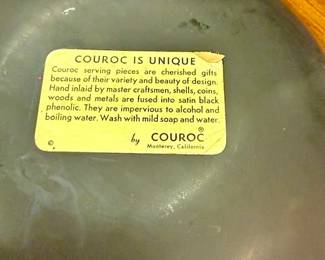 COUROC IS UNIQUE
Couroc serving pieces are cherished gifts
because of their variety and beauty of design.
Hand inlaid by master craftsmen, shells, coins,
woods and metals are fused into satin black
phenolic. They are impervious to alcohol and
boiling water. Wash with mild soap and water.
© by COUROC®
Monterey, California